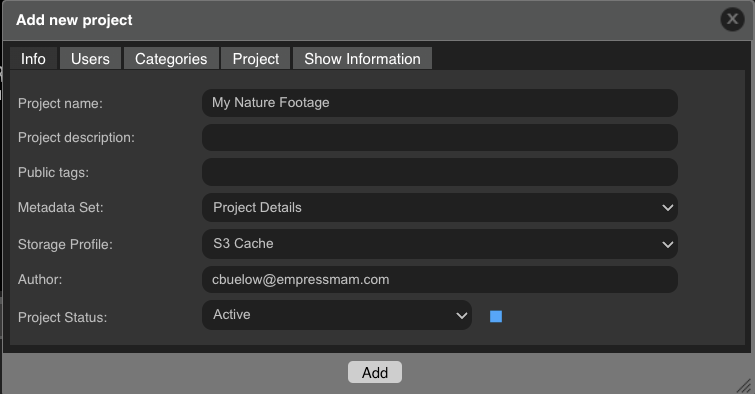 Add new project
X
Info Users Categories Project Show Information
Project name: My Nature Footage
Project description:
Public tags:
Metadata Set: Project Details
Storage Profile: S3 Cache
Author: cbuelow@empressmam.com
Project Status: Active
Add